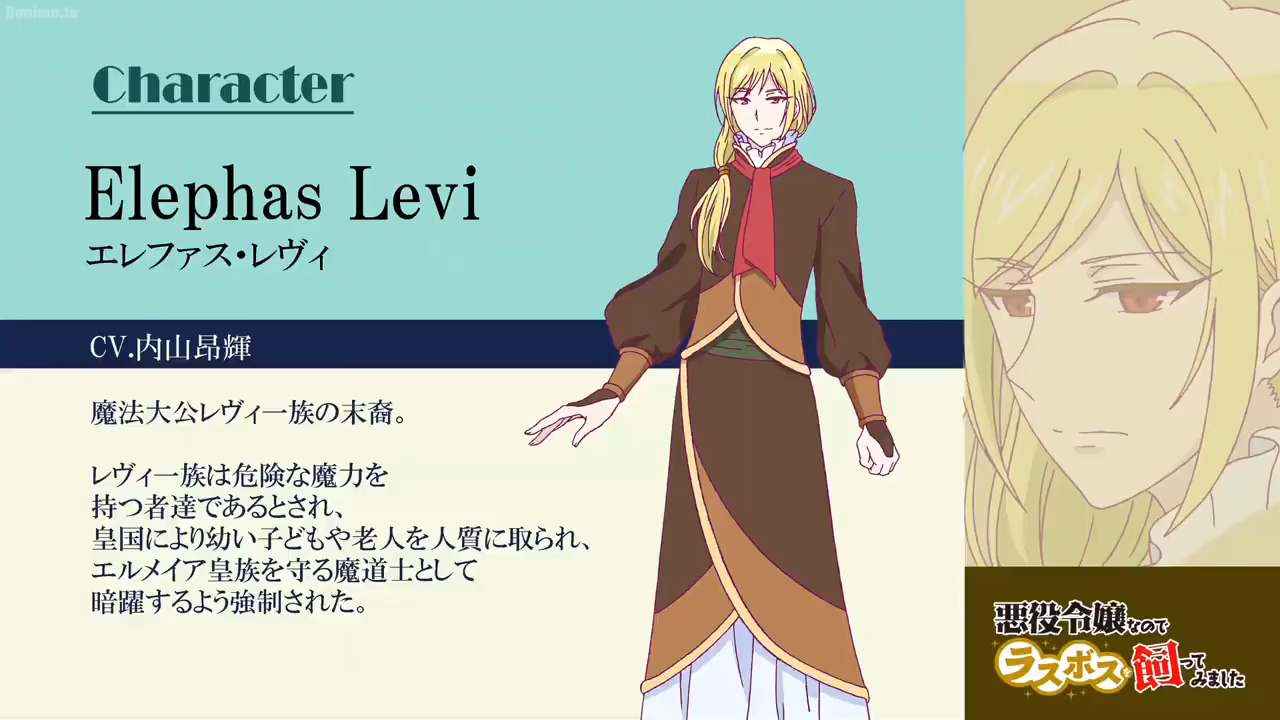 9anime.to
Character
Elephas Levi
エレファス・レヴィ
CV.内山昂輝
魔法大公レヴィ一族の末裔。
レヴィ一族は危険な魔力を
持つ者達であるとされ、
皇国により幼い子どもや老人を人質に取られ、
エルメイア皇族を守る魔道士として
暗躍するよう強制された。
悪役令嬢なので
ラスボスを飼って
みました